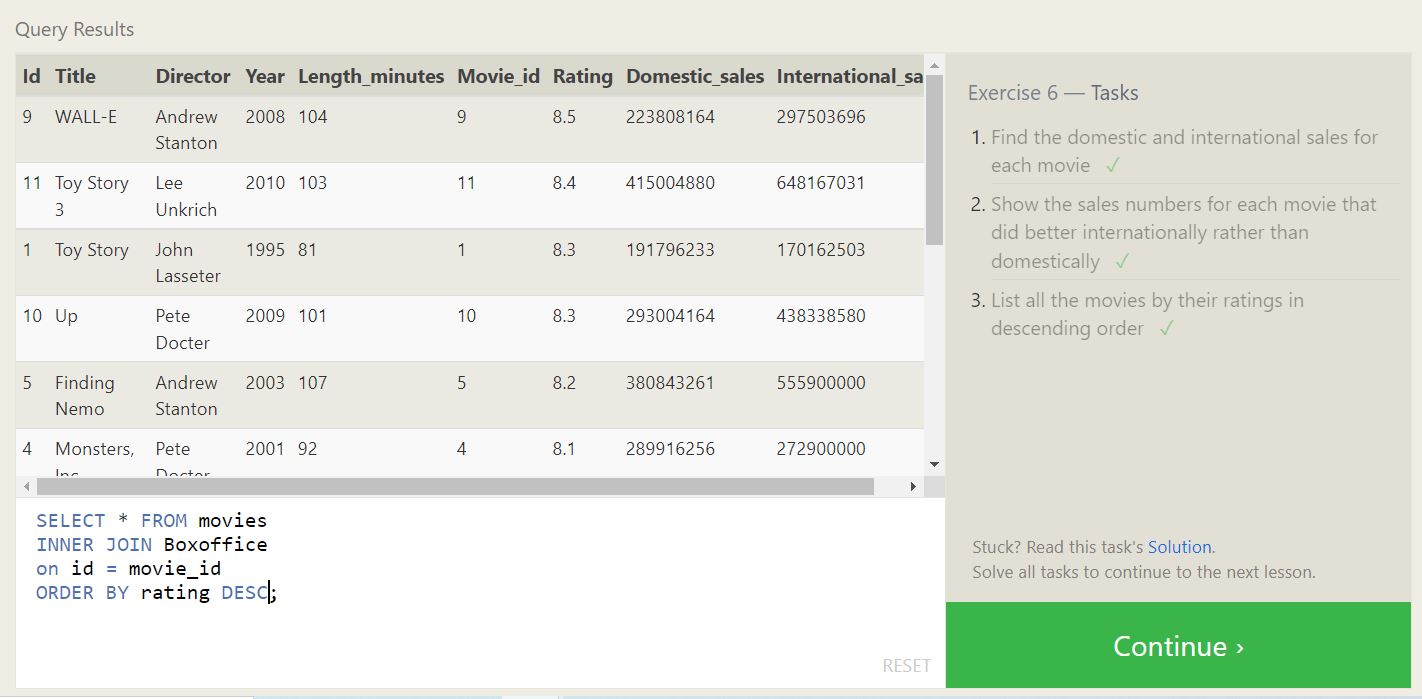 Query Results
Id Title Director Year Length_minutes Movie_id Rating Domestic_sales International_sa
9 WALL-E Andrew 2008 104 9 8.5 223808164 297503696
Stanton
11 Toy Story Lee 2010 103 11 8.4 415004880 648167031
3 Unkrich
1 Toy Story John 1995 81 1 8.3 191796233 170162503
Lasseter
10 Up Pete 2009 101 10 8.3 293004164 438338580
Docter
5 Finding Andrew 2003 107 5 8.2 380843261 555900000
Nemo Stanton
4 Monsters, Pete 2001 92 4 8.1 289916256 272900000
Inc. Docter
SELECT * FROM movies
INNER JOIN Boxoffice
on id = movie_id
ORDER BY rating DESC;
RESET
Exercise 6 — Tasks
1. Find the domestic and international sales for
each movie ✓
2. Show the sales numbers for each movie that
did better internationally rather than
domestically ✓
3. List all the movies by their ratings in
descending order ✓
Stuck? Read this task's Solution.
Solve all tasks to continue to the next lesson.
Continue ›